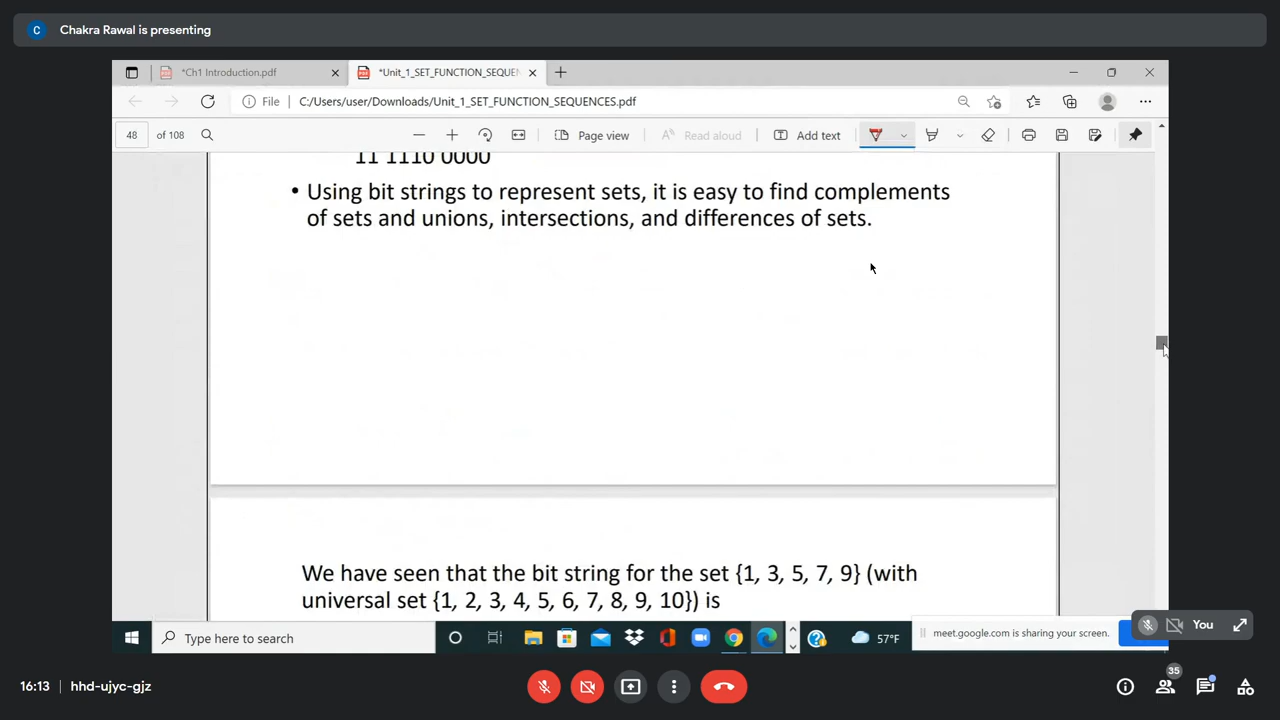 C Chakra Rawal is presenting
*Ch1 Introduction.pdf
*Unit_1_SET_FUNCTION_SEQUEN
File C:/Users/user/Downloads/Unit_1_SET_FUNCTION_SEQUENCES.pdf
48 of 108
Page view
Read aloud
Add text
11 1110 0000
• Using bit strings to represent sets, it is easy to find complements
of sets and unions, intersections, and differences of sets.
We have seen that the bit string for the set {1, 3, 5, 7, 9} (with
universal set {1, 2, 3, 4, 5, 6, 7, 8, 9, 10}) is
You
Type here to search
57°F
meet.google.com is sharing your screen.
16:13 hhd-ujyc-gjz
35